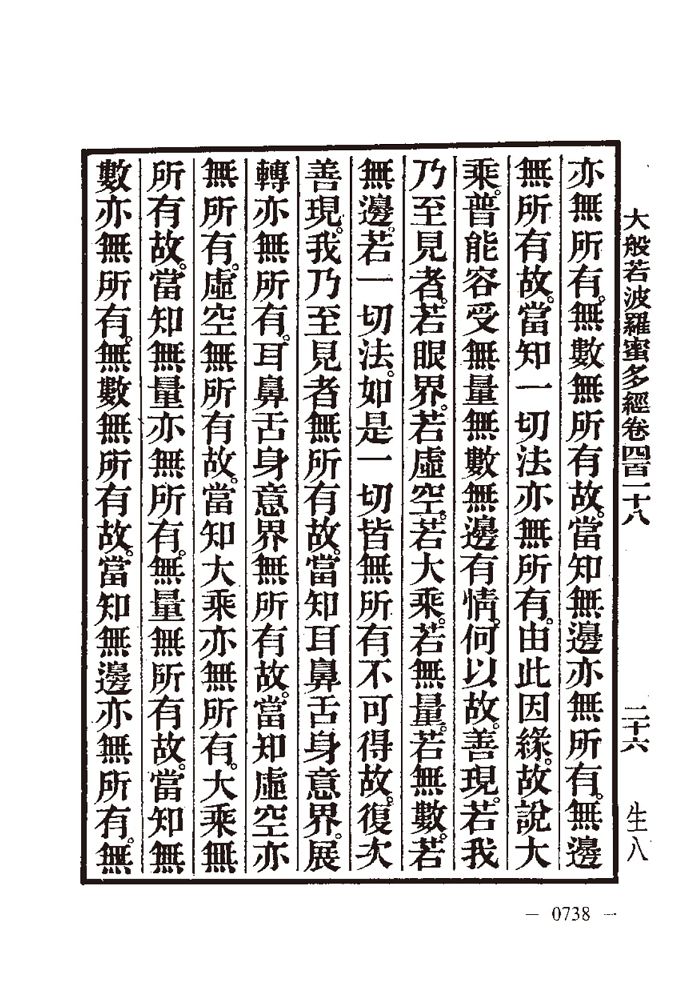 大般若波羅蜜多經卷四百二十八 二十六 生八
亦無所有。無數無所有故。當知無邊亦無所有。無邊
無所有故。當知一切法亦無所有。由此因緣。故說大
乘。普能容受無量無數無邊有情。何以故。善現。若我
乃至見者。若眼界。若虛空。若大乘。若無量。若無數。若
無邊。若一切法。如是一切皆無所有不可得故。復次
善現。我乃至見者無所有故。當知耳鼻舌身意界。展
轉亦無所有。耳鼻舌身意界無所有故。當知虛空亦
無所有。虛空無所有故。當知大乘亦無所有。大乘無
所有故。當知無量亦無所有。無量無所有故。當知無
數亦無所有。無數無所有故。當知無邊亦無所有。無
— 0738 —